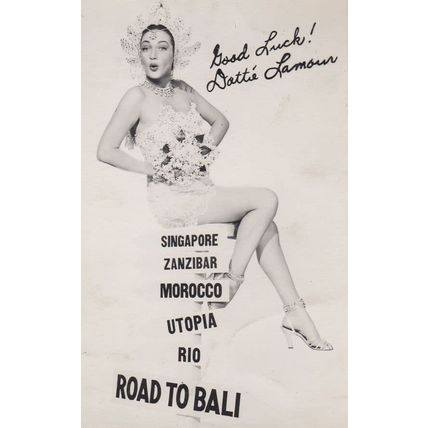 Good Luck!
Dottie Lamour
SINGAPORE
ZANZIBAR
MOROCCO
UTOPIA
RIO
ROAD TO BALI